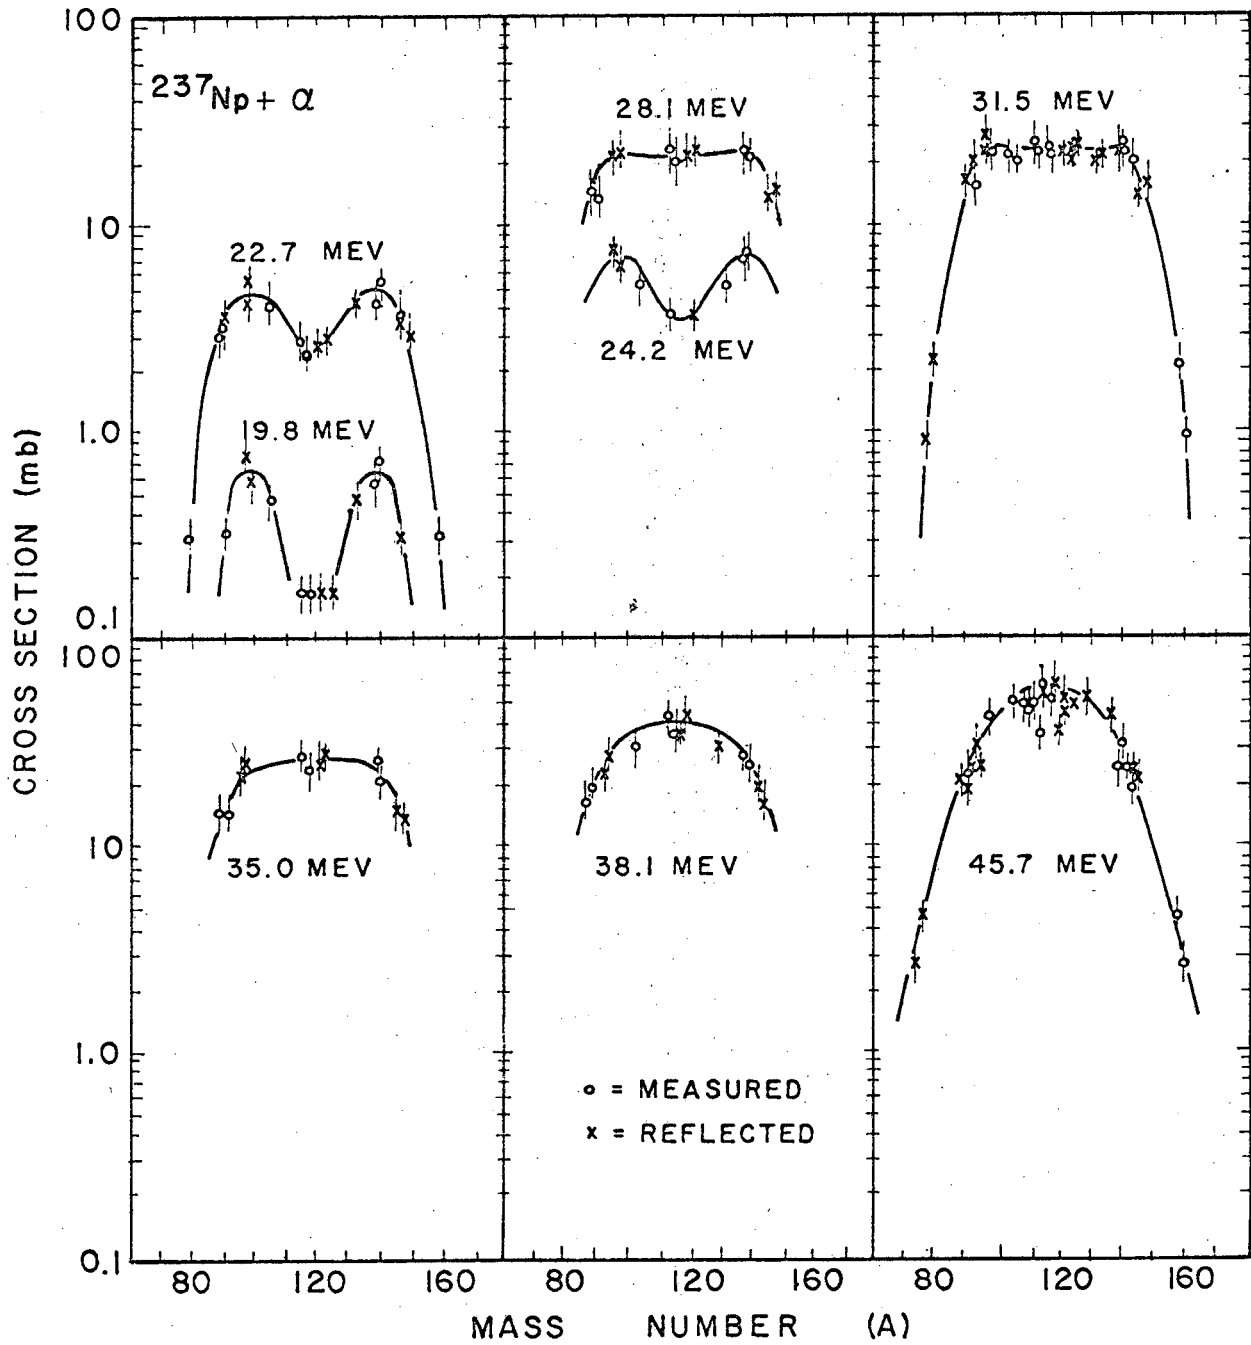 100
237Np + α
28.1 MEV
31.5 MEV
10
22.7 MEV
24.2 MEV
1.0
19.8 MEV
0.1
CROSS SECTION (mb)
100
10
35.0 MEV
38.1 MEV
45.7 MEV
1.0
o = MEASURED
x = REFLECTED
0.1
80 120 160 80 120 160 80 120 160
MASS NUMBER (A)